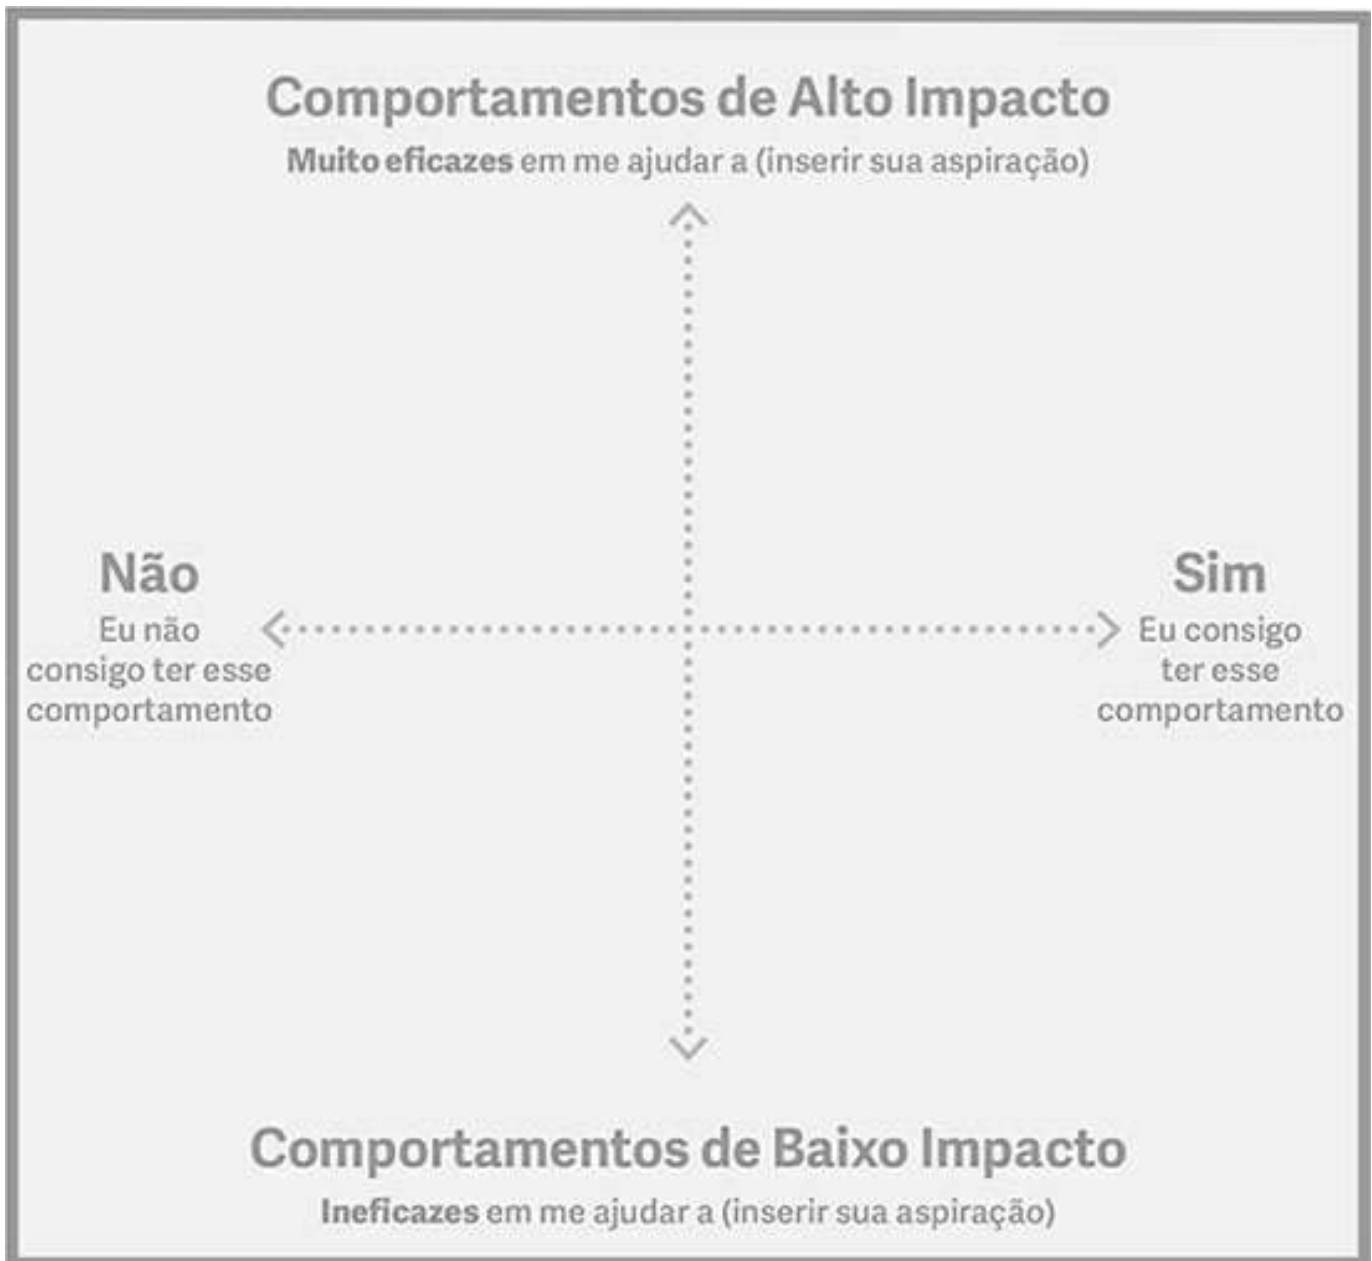 Comportamentos de Alto Impacto
Muito eficazes em me ajudar a (inserir sua aspiração)
Não
Eu não
consigo ter esse
comportamento
Sim
Eu consigo
ter esse
comportamento
Comportamentos de Baixo Impacto
Ineficazes em me ajudar a (inserir sua aspiração)